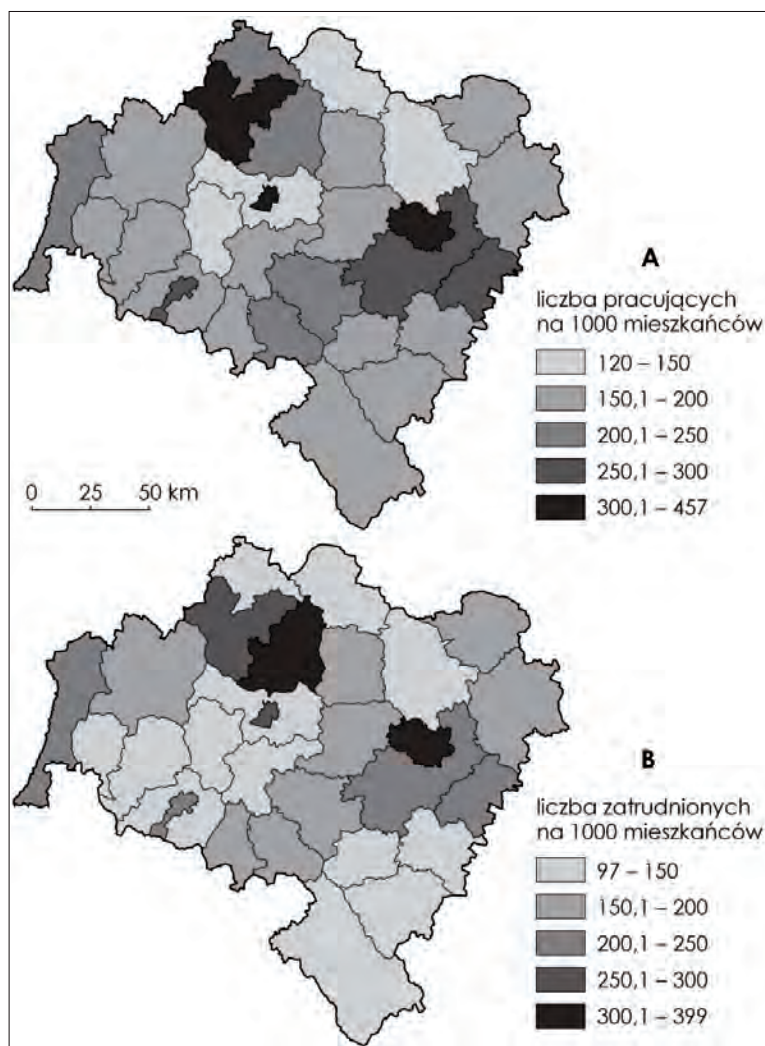 A
liczba pracujących
na 1000 mieszkańców
120 – 150
150,1 – 200
200,1 – 250
250,1 – 300
300,1 – 457
0 25 50 km
B
liczba zatrudnionych
na 1000 mieszkańców
97 – 150
150,1 – 200
200,1 – 250
250,1 – 300
300,1 – 399